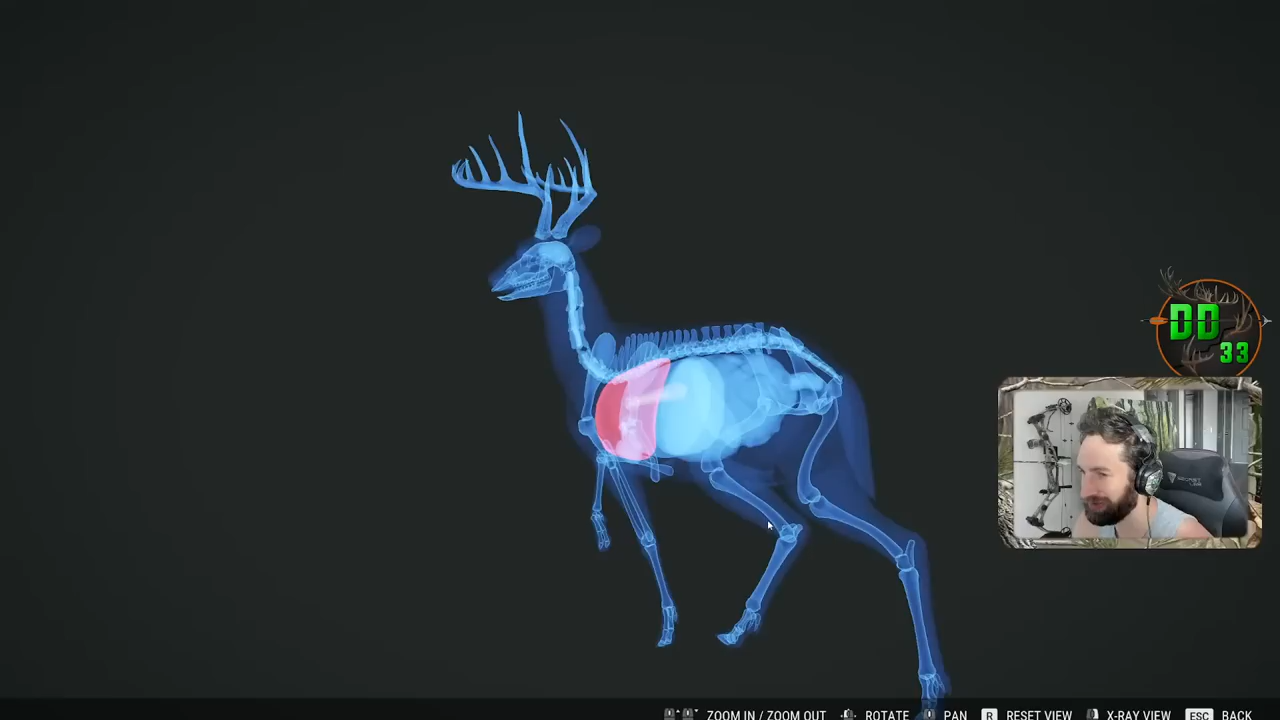 DD
33
ZOOM IN / ZOOM OUT ROTATE PAN R RESET VIEW X-RAY VIEW ESC BACK